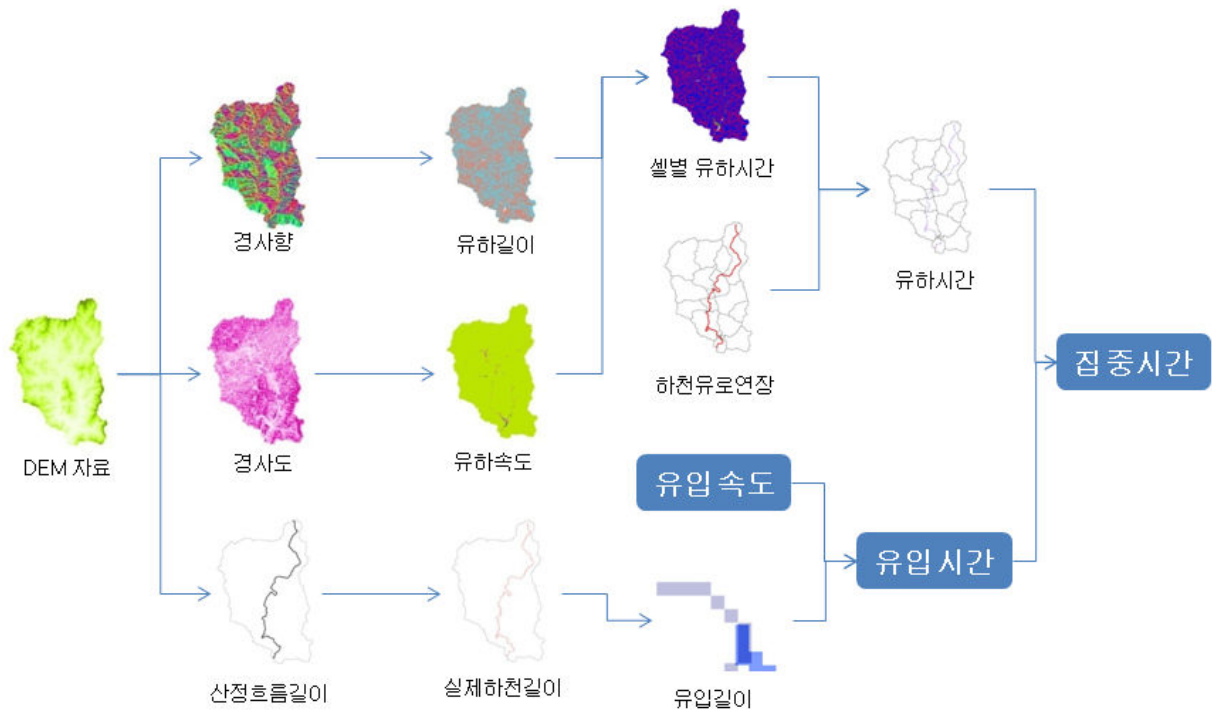 셀별 유하시간
경사향
유하길이
유하시간
하천유로연장
집중시간
DEM 자료
경사도
유하속도
유입속도
유입시간
산정흐름길이
실제하천길이
유입길이